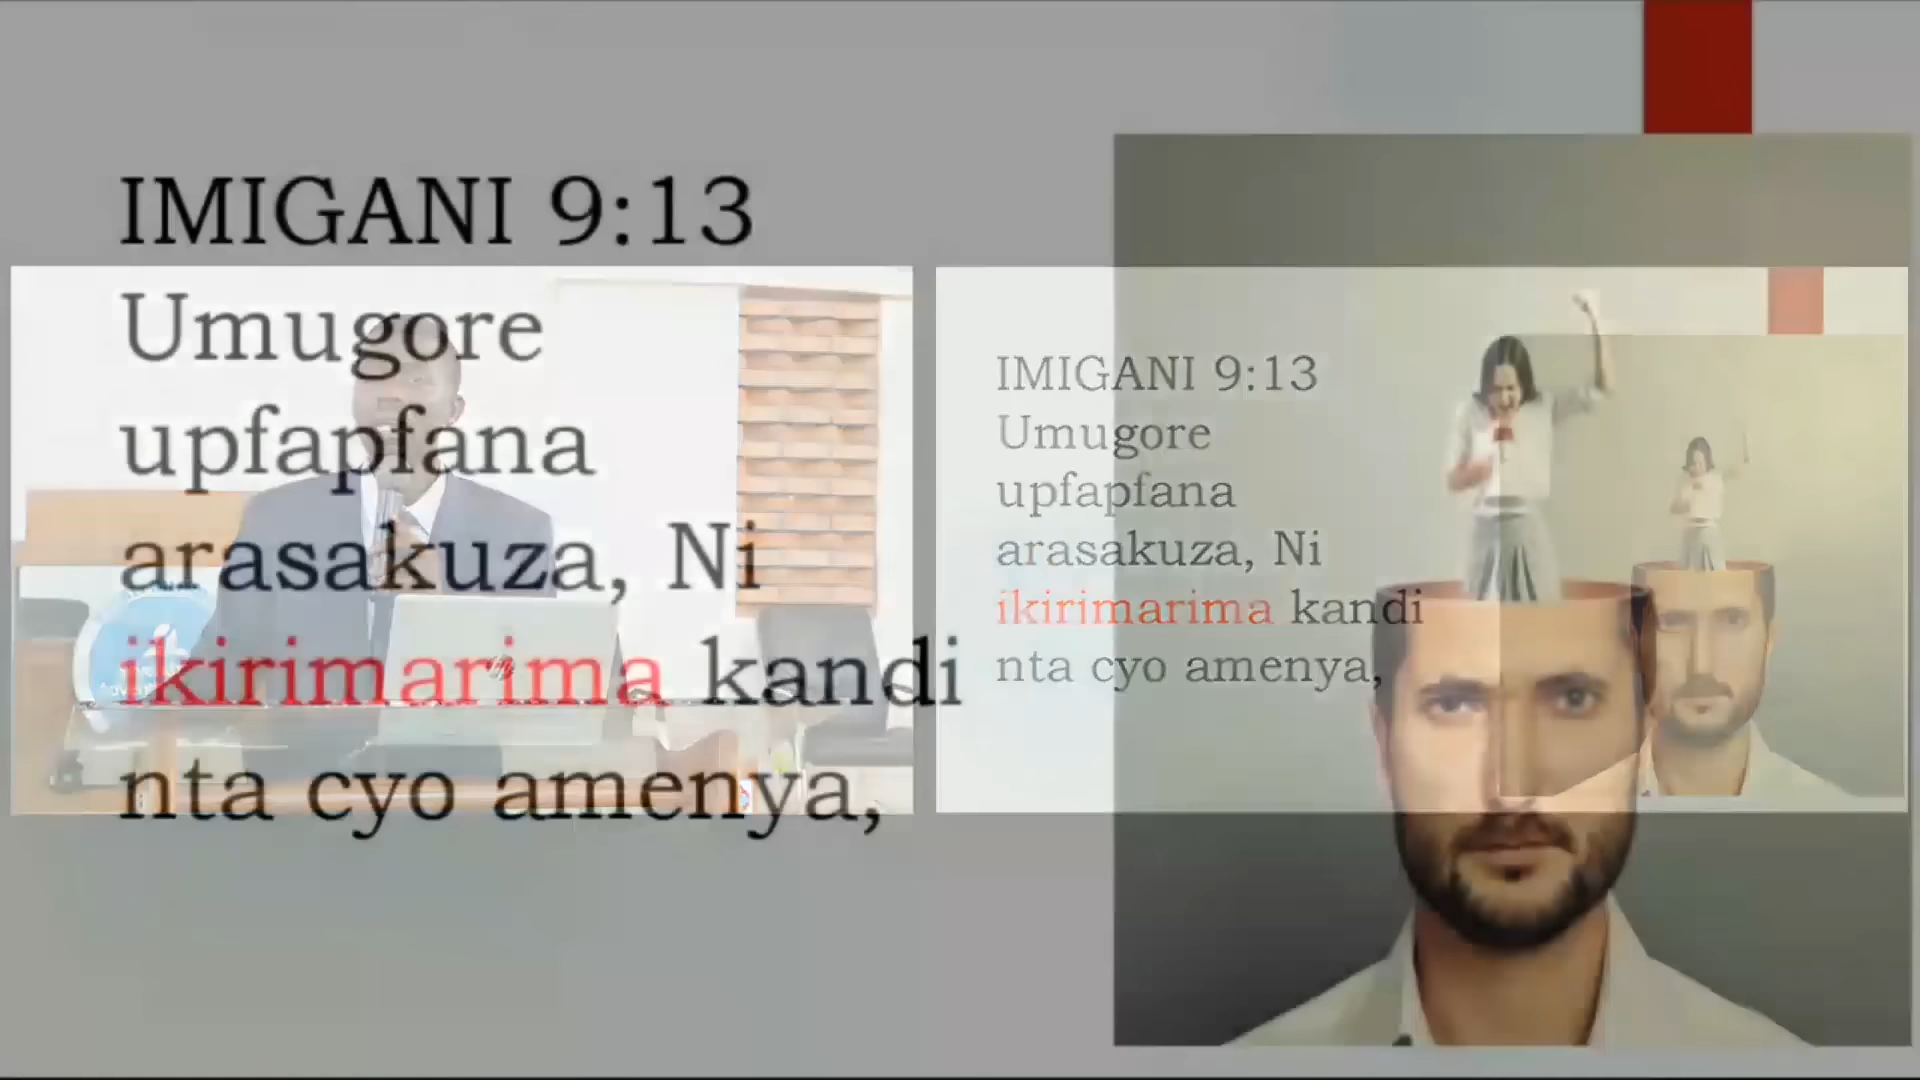 IMIGANI 9:13
Umugore
upfapfana
arasakuza, Ni
ikirimarima kandi
nta cyo amenya,
IMIGANI 9:13
Umugore
upfapfana
arasakuza, Ni
ikirimarima kandi
nta cyo amenya,